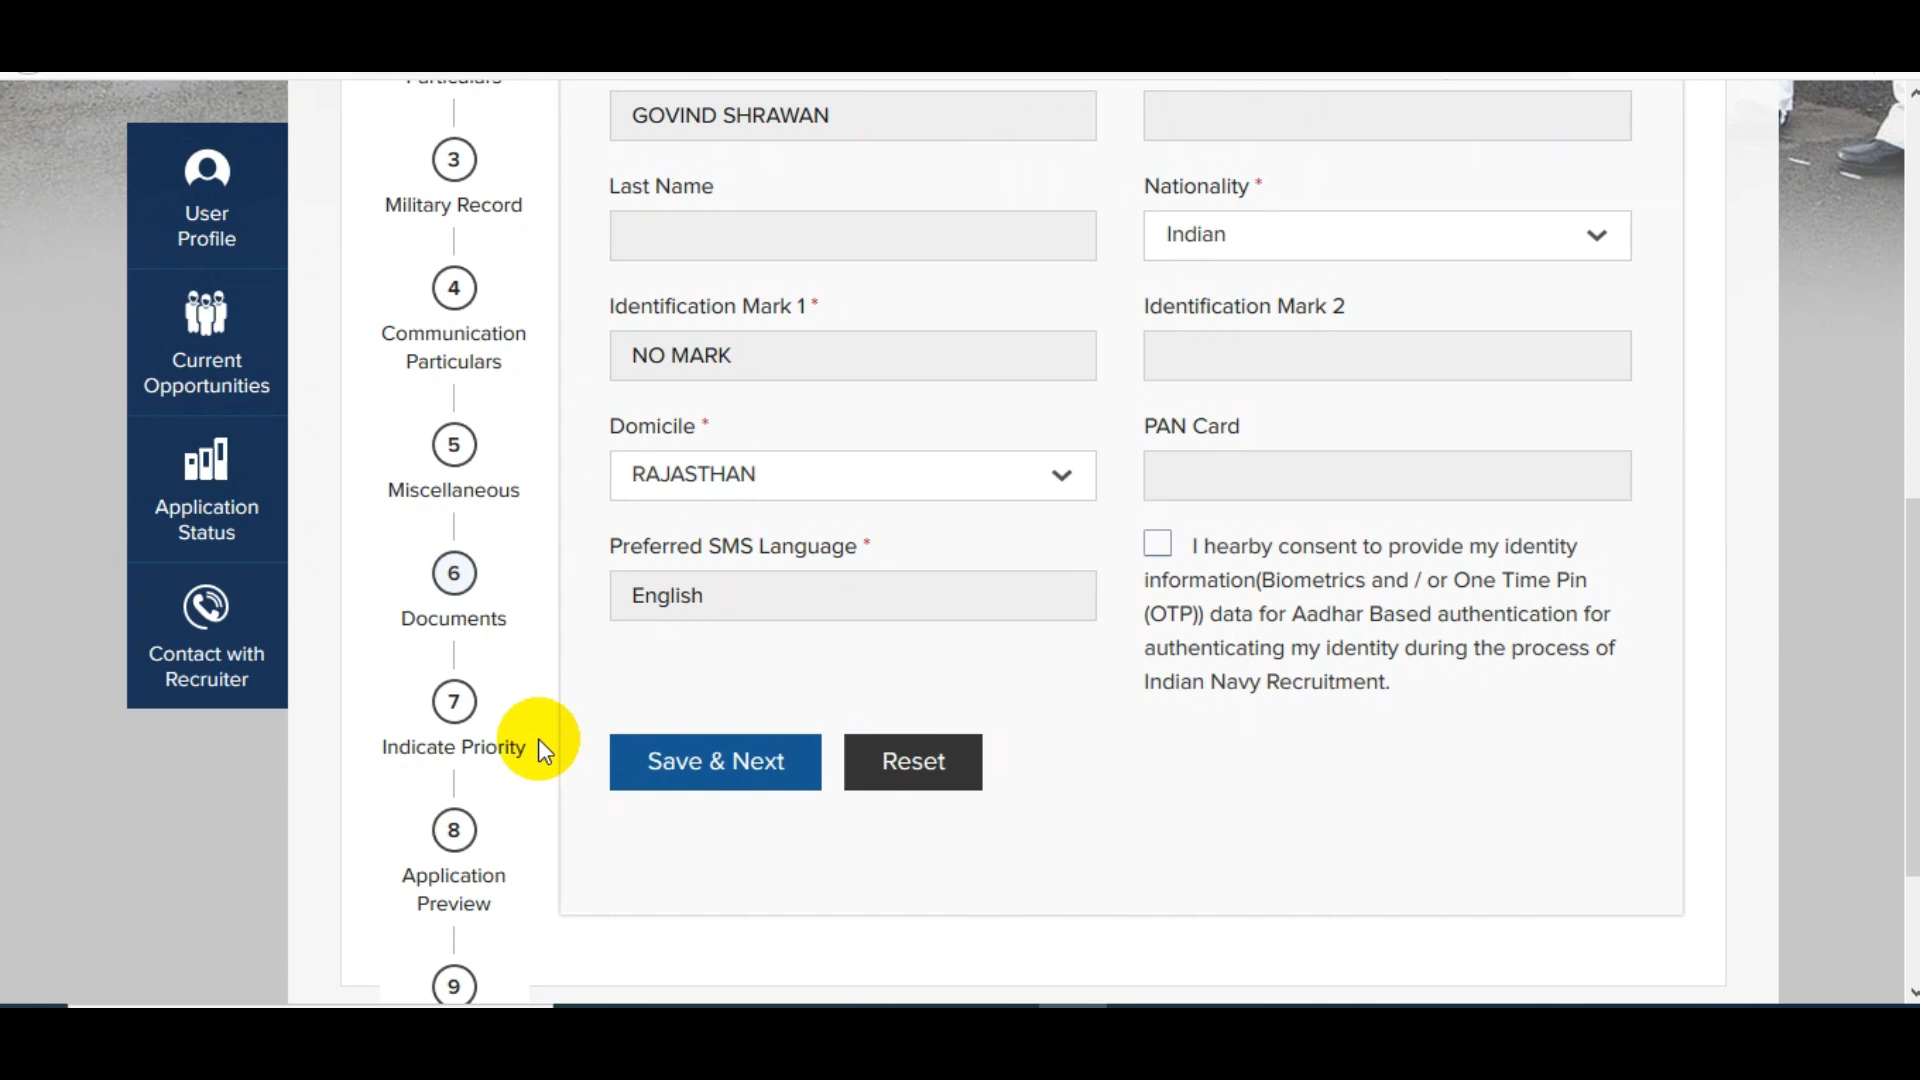 Particulars
3
Military Record
4
Communication
Particulars
5
Miscellaneous
6
Documents
7
Indicate Priority
8
Application
Preview
9
User
Profile
Current
Opportunities
Application
Status
Contact with
Recruiter
GOVIND SHRAWAN
Last Name
Nationality *
Indian
Identification Mark 1 *
Identification Mark 2
NO MARK
Domicile *
PAN Card
RAJASTHAN
Preferred SMS Language *
English
I hearby consent to provide my identity
information(Biometrics and / or One Time Pin
(OTP)) data for Aadhar Based authentication for
authenticating my identity during the process of
Indian Navy Recruitment.
Save & Next
Reset